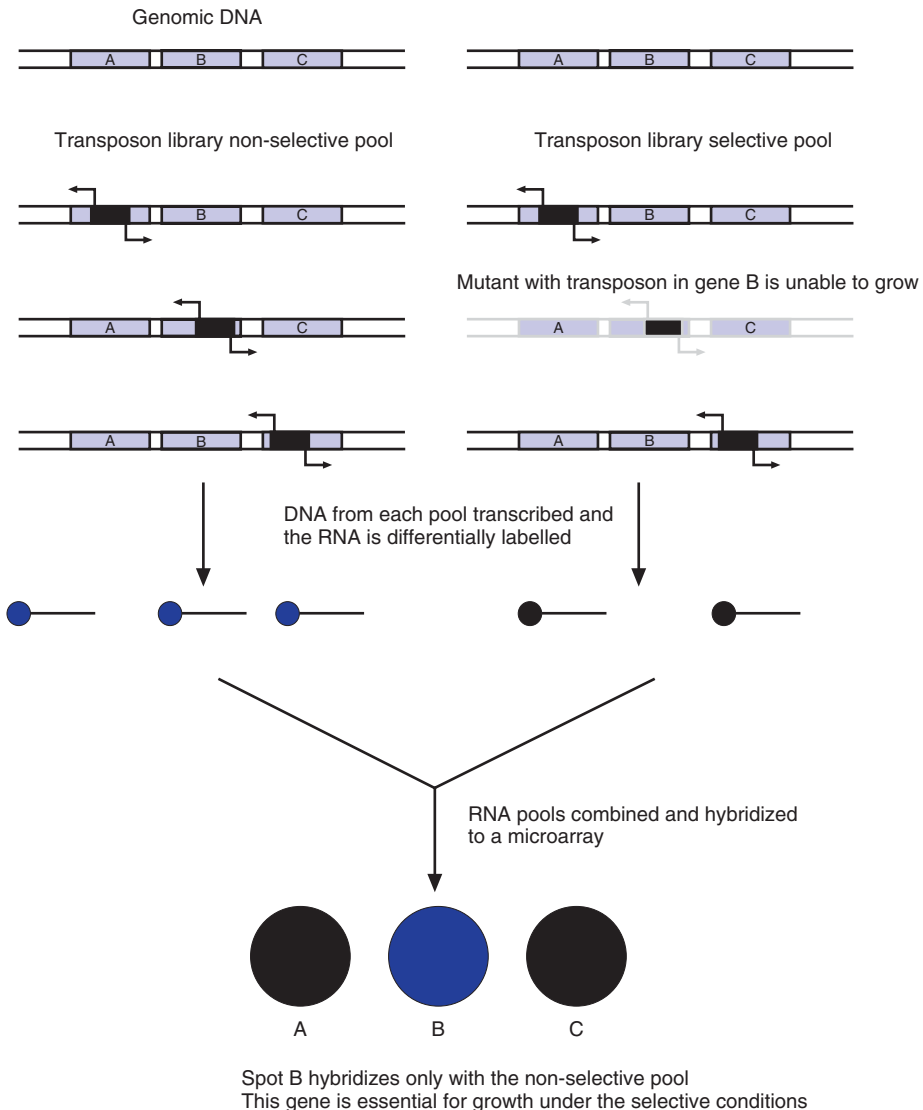 Genomic DNA
A B C
A B C
Transposon library non-selective pool
Transposon library selective pool
B C
B C
Mutant with transposon in gene B is unable to grow
A C
A C
A B
A B
DNA from each pool transcribed and
the RNA is differentially labelled
RNA pools combined and hybridized
to a microarray
A B C
Spot B hybridizes only with the non-selective pool
This gene is essential for growth under the selective conditions